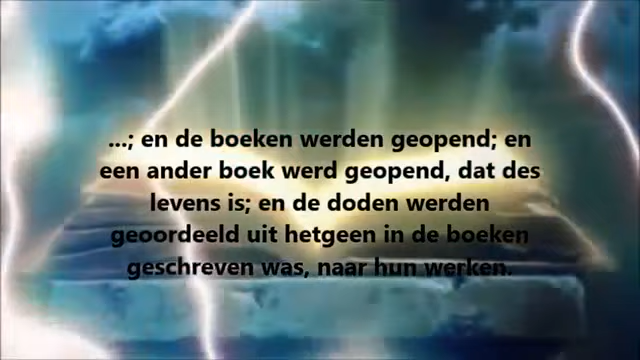 ...; en de boeken werden geopend; en
een ander boek werd geopend, dat des
levens is; en de doden werden
geoordeeld uit hetgeen in de boeken
geschreven was, naar hun werken.